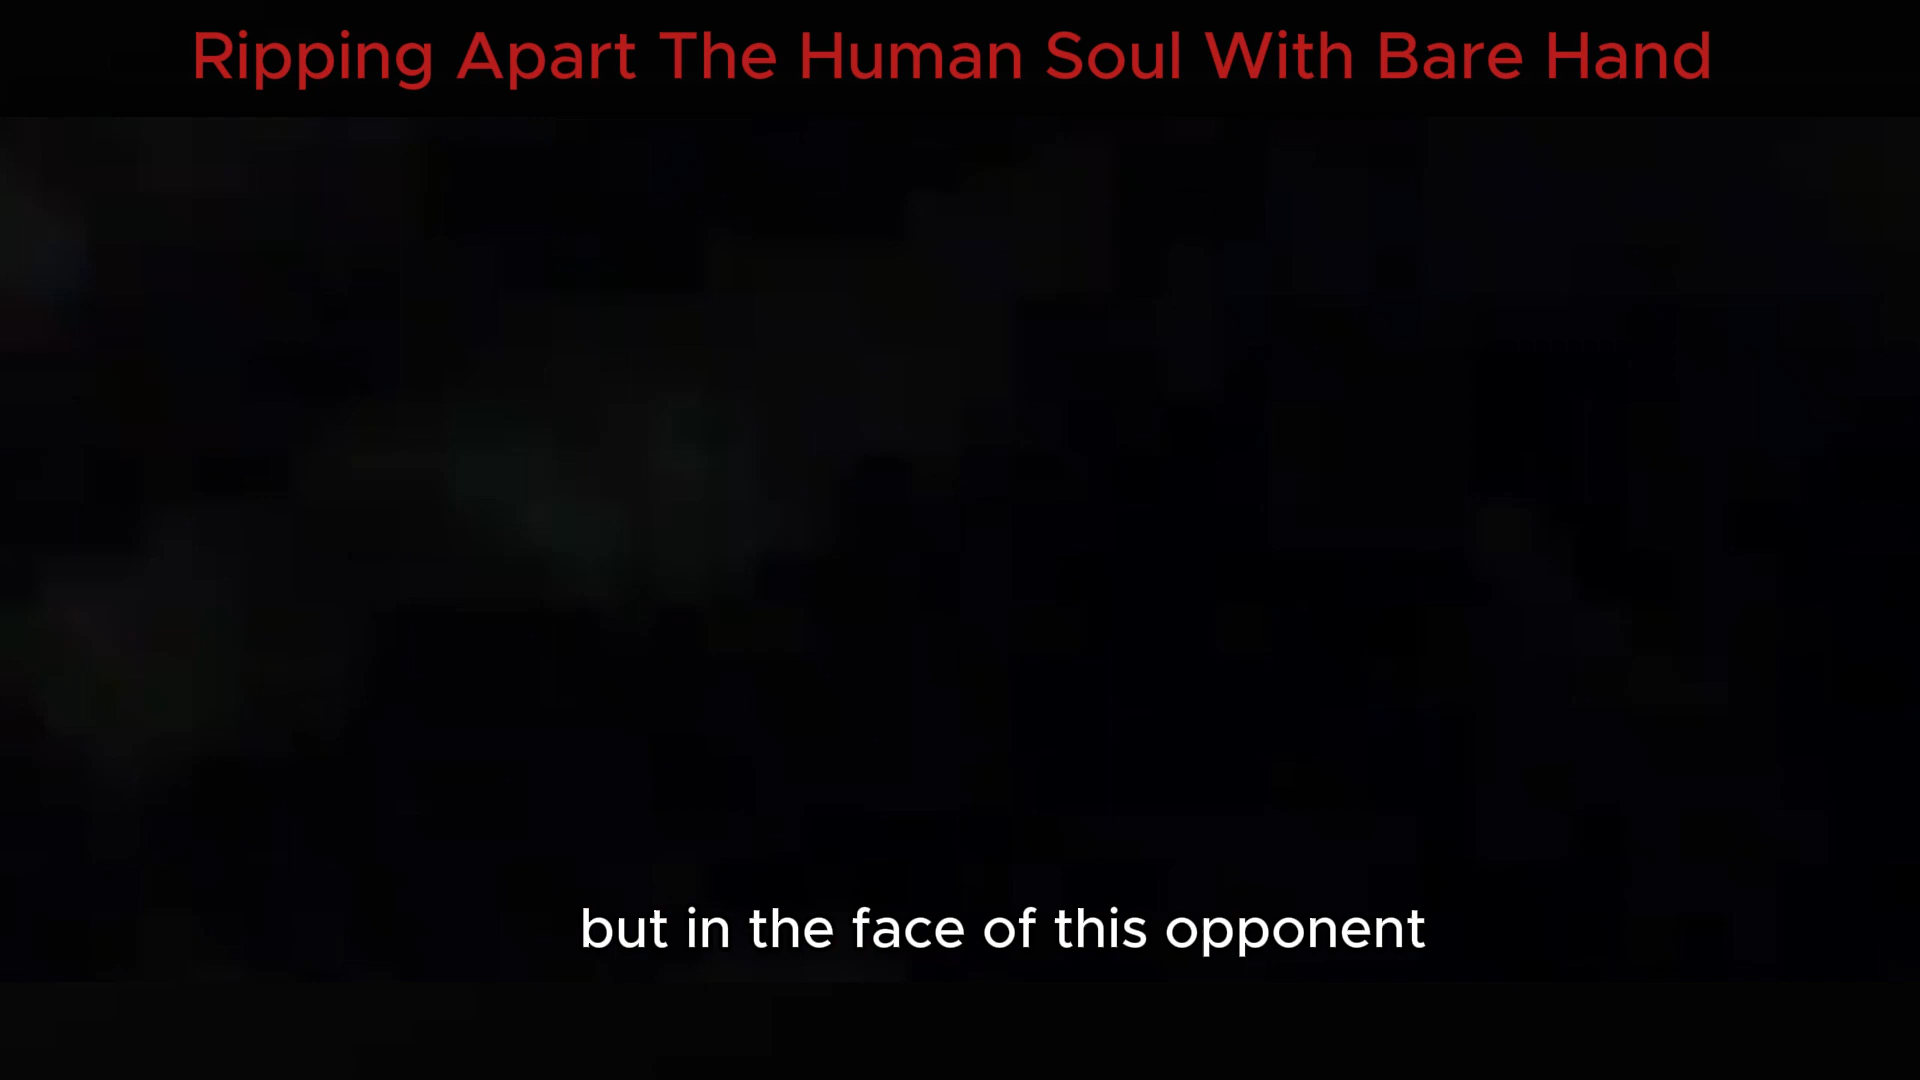 Ripping Apart The Human Soul With Bare Hand
but in the face of this opponent